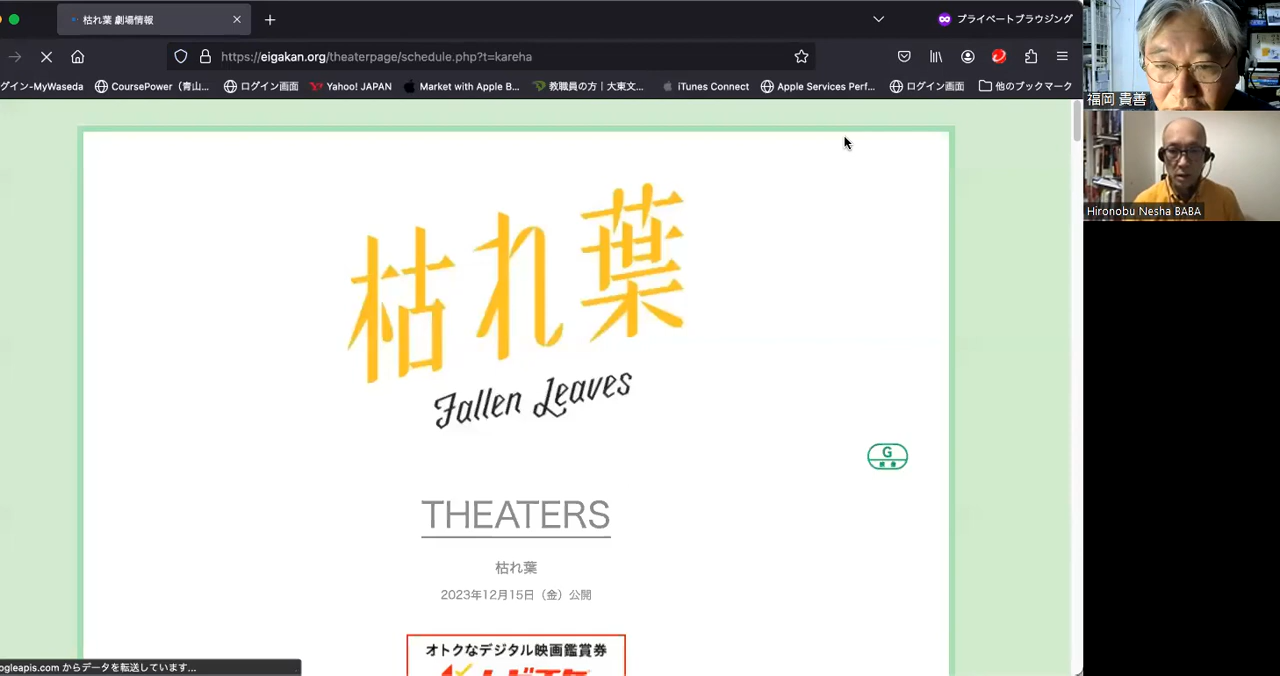 枯れ葉 劇場情報
プライベートブラウジング
https://eigakan.org/theaterpage/schedule.php?t=kareha
グイン-MyWaseda
CoursePower（青山...
ログイン画面
Yahoo! JAPAN
Market with Apple B...
教職員の方｜大東文...
iTunes Connect
Apple Services Perf...
ログイン画面
他のブックマーク
福岡 貴善
Hironobu Nesha BABA
枯れ葉
Fallen Leaves
G
THEATERS
枯れ葉
2023年12月15日（金）公開
オトクなデジタル映画鑑賞券
ogleapis.com からデータを転送しています...